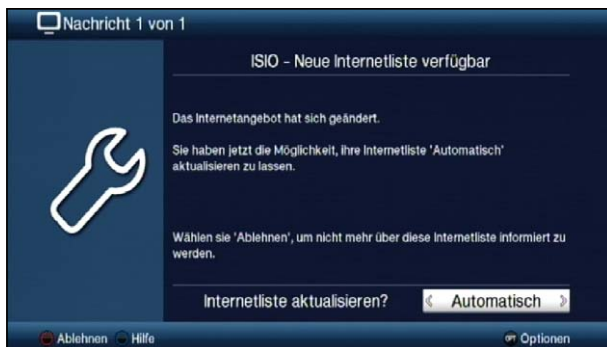 Nachricht 1 von 1
ISIO - Neue Internetliste verfügbar
Das Internetangebot hat sich geändert.
Sie haben jetzt die Möglichkeit, ihre Internetliste 'Automatisch'
aktualisieren zu lassen.
Wählen sie 'Ablehnen', um nicht mehr über diese Internetliste informiert zu
werden.
Internetliste aktualisieren? Automatisch
Ablehnen Hilfe OPT Optionen